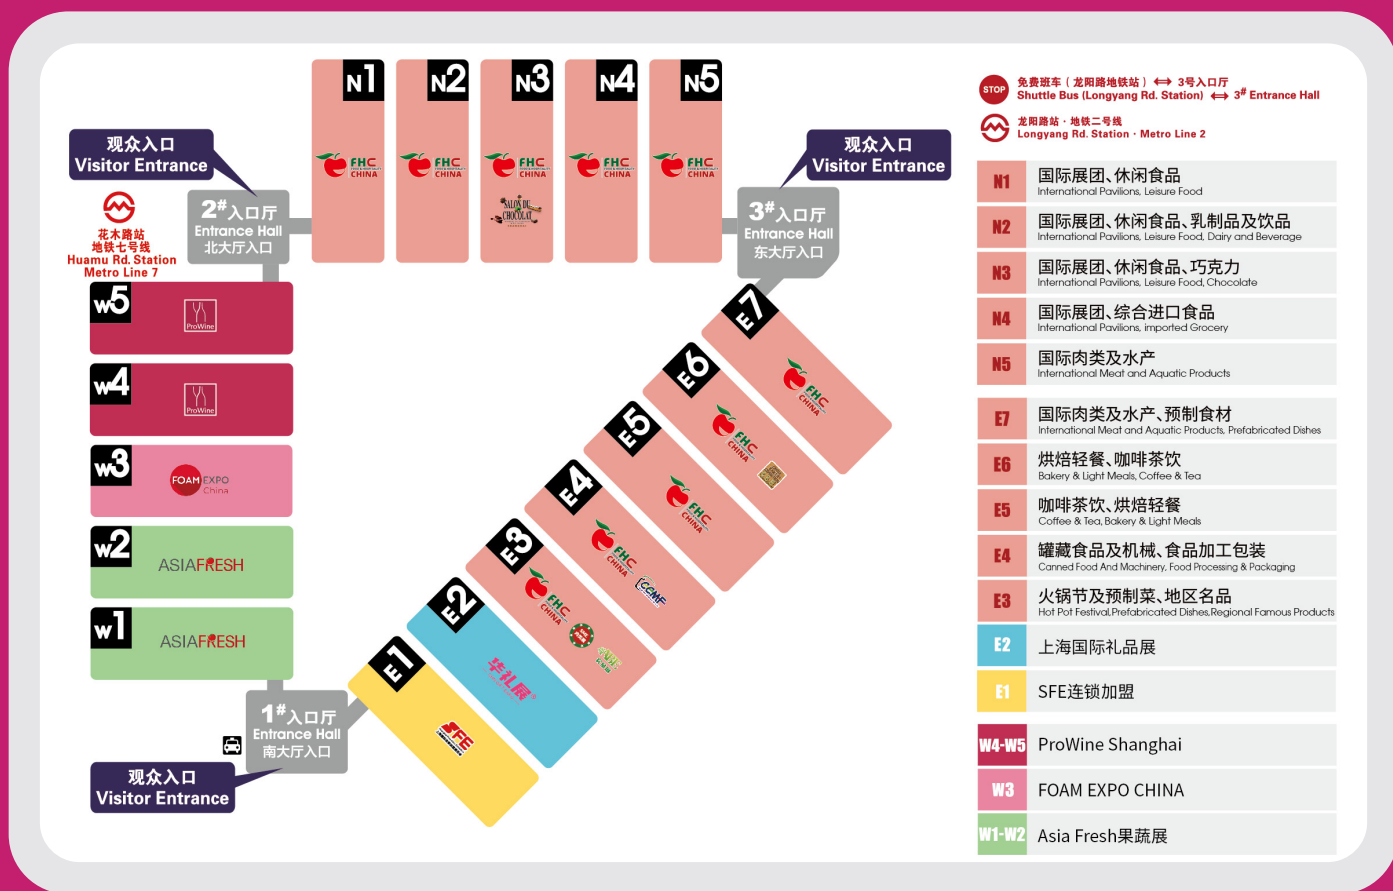 N1
N2
N3
N4
N5
FHC
CHINA
FHC
CHINA
FHC
CHINA
FHC
CHINA
FHC
CHINA
SALON DU
CHOCOLAT
观众入口
Visitor Entrance
观众入口
Visitor Entrance
2#入口厅
Entrance Hall
北大厅入口
3#入口厅
Entrance Hall
东大厅入口
花木路站
地铁七号线
Huamu Rd. Station
Metro Line 7
W5
ProWine
W4
ProWine
W3
FOAM EXPO
China
W2
ASIAFRESH
W1
ASIAFRESH
E7
FHC
CHINA
E6
FHC
CHINA
E5
FHC
CHINA
E4
FHC
CHINA
CCMF
E3
FHC
CHINA
E2
华礼展
E1
SFE
1#入口厅
Entrance Hall
南大厅入口
观众入口
Visitor Entrance
STOP
免费班车（龙阳路地铁站）⟺ 3号入口厅
Shuttle Bus (Longyang Rd. Station) ⟺ 3# Entrance Hall
龙阳路站 · 地铁二号线
Longyang Rd. Station · Metro Line 2
N1 国际展团、休闲食品
International Pavilions, Leisure Food
N2 国际展团、休闲食品、乳制品及饮品
International Pavilions, Leisure Food, Dairy and Beverage
N3 国际展团、休闲食品、巧克力
International Pavilions, Leisure Food, Chocolate
N4 国际展团、综合进口食品
International Pavilions, imported Grocery
N5 国际肉类及水产
International Meat and Aquatic Products
E7 国际肉类及水产、预制食材
International Meat and Aquatic Products, Prefabricated Dishes
E6 烘焙轻餐、咖啡茶饮
Bakery & Light Meals, Coffee & Tea
E5 咖啡茶饮、烘焙轻餐
Coffee & Tea, Bakery & Light Meals
E4 罐藏食品及机械、食品加工包装
Canned Food And Machinery, Food Processing & Packaging
E3 火锅节及预制菜、地区名品
Hot Pot Festival,Prefabricated Dishes,Regional Famous Products
E2 上海国际礼品展
E1 SFE连锁加盟
W4-W5 ProWine Shanghai
W3 FOAM EXPO CHINA
W1-W2 Asia Fresh果蔬展